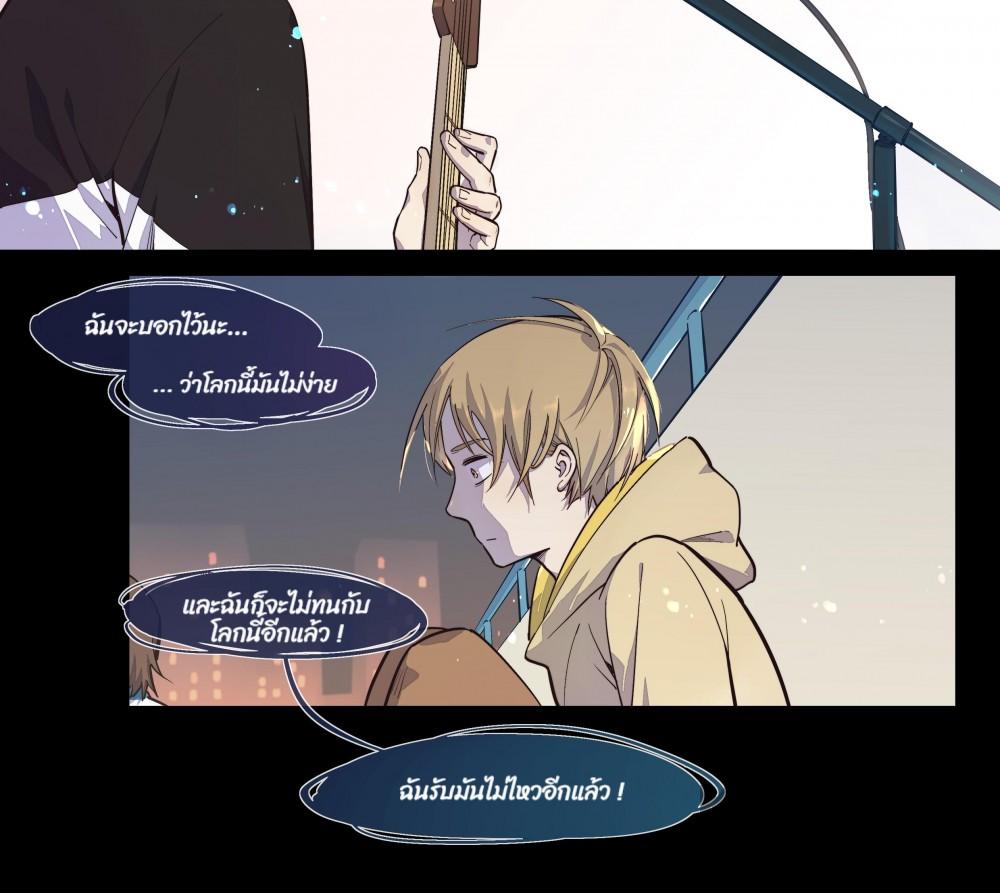 ฉันจะบอกไว้นะ...
... ว่าโลกนี้มันไม่ง่าย
และฉันก็จะไม่ทนกับ
โลกนี้อีกแล้ว !
ฉันรับมันไม่ไหวอีกแล้ว !